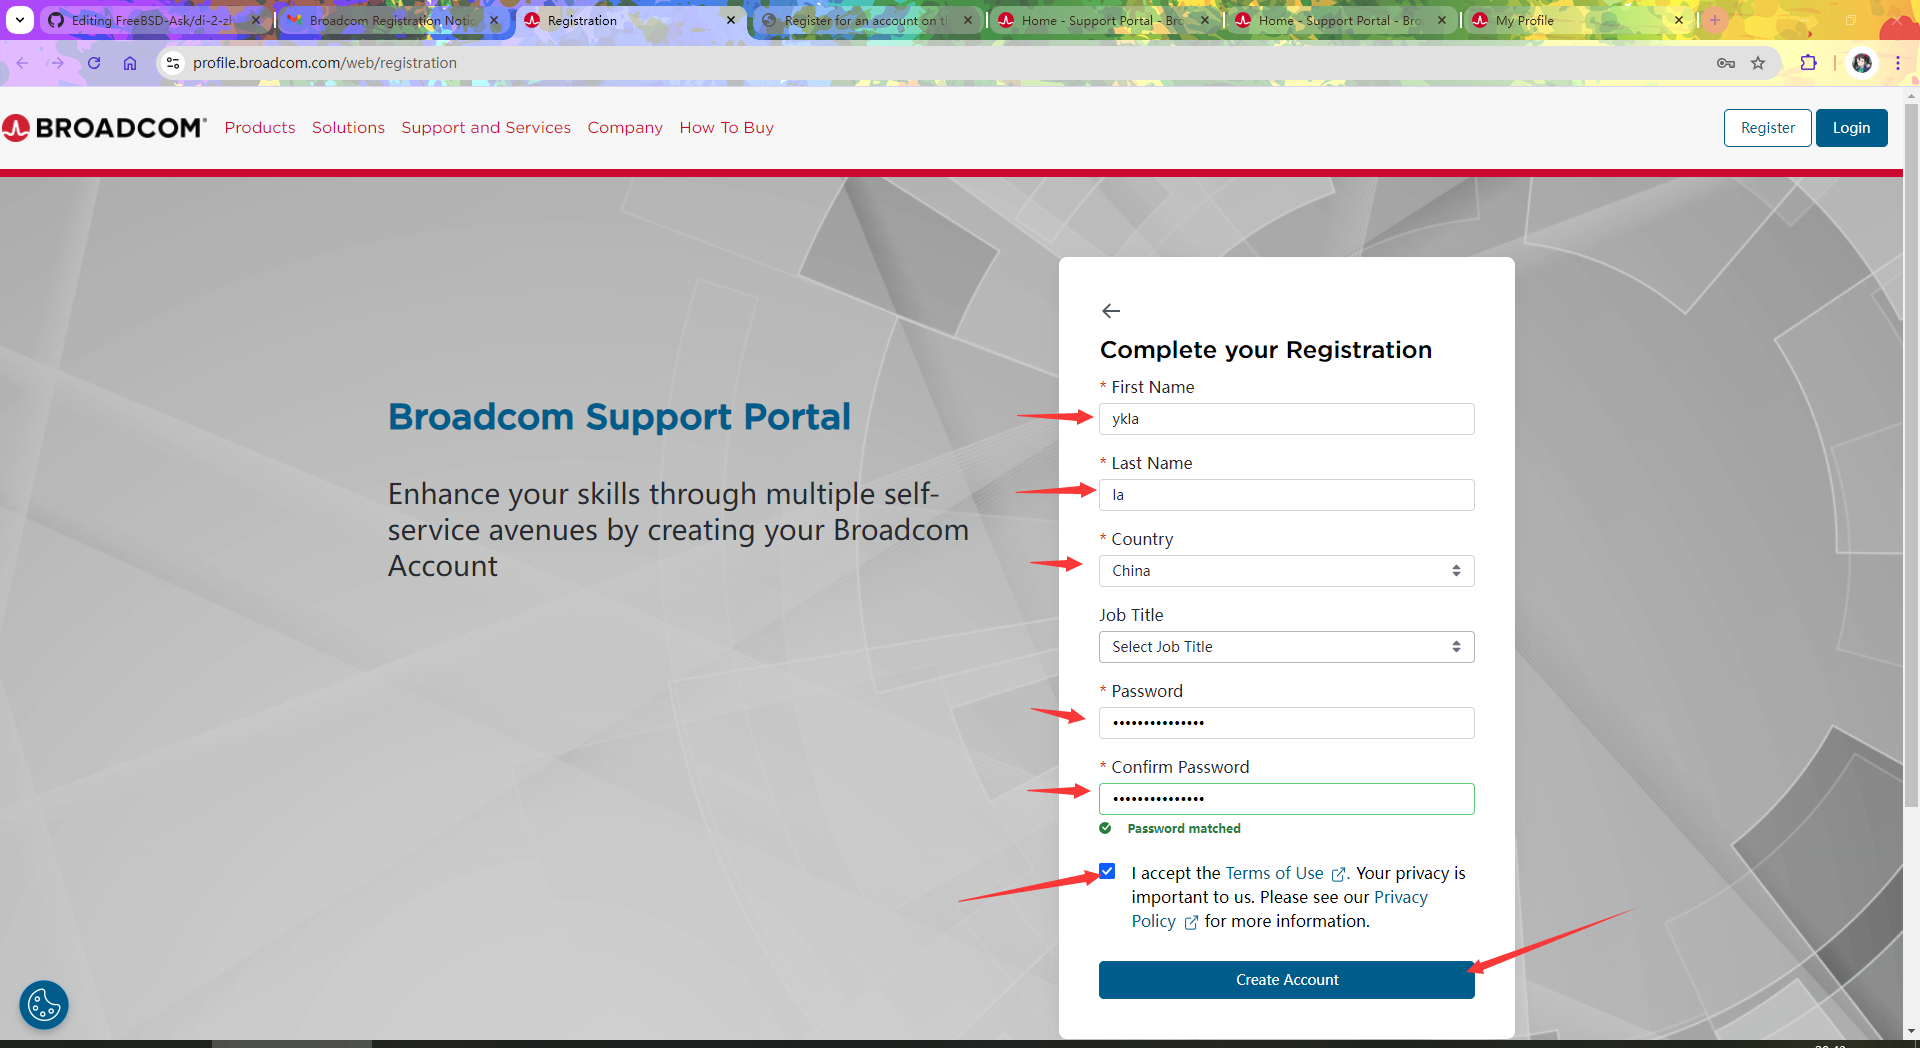 Editing FreeBSD-Ask/di-2-zh
Broadcom Registration Notic
Registration
Register for an account on t
Home - Support Portal - Bro
Home - Support Portal - Bro
My Profile
profile.broadcom.com/web/registration
BROADCOM
Products
Solutions
Support and Services
Company
How To Buy
Register
Login
Broadcom Support Portal
Enhance your skills through multiple self-
service avenues by creating your Broadcom
Account
Complete your Registration
* First Name
ykla
* Last Name
la
* Country
China
Job Title
Select Job Title
* Password
•••••••••••••••
* Confirm Password
•••••••••••••••
Password matched
I accept the Terms of Use . Your privacy is
important to us. Please see our Privacy
Policy for more information.
Create Account